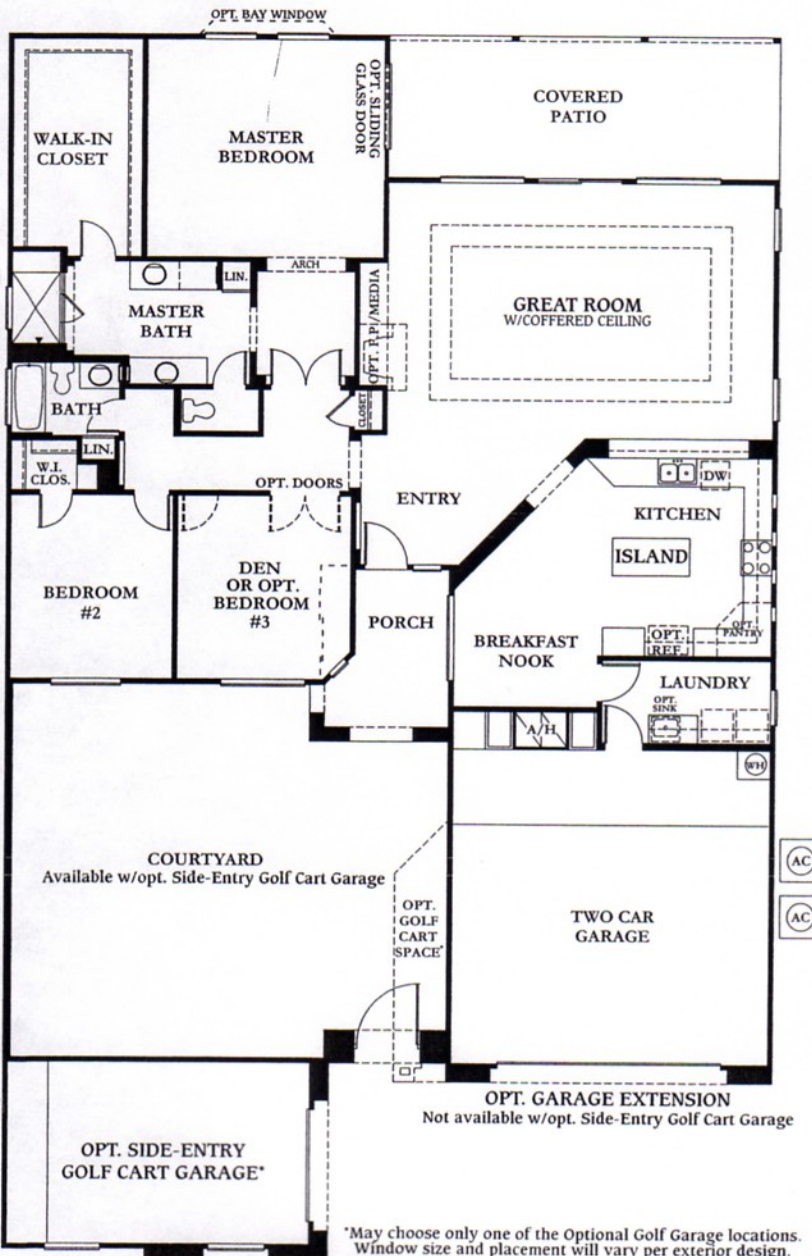 OPT. BAY WINDOW
WALK-IN
CLOSET
MASTER
BEDROOM
OPT. SLIDING
GLASS DOOR
COVERED
PATIO
ARCH
LIN.
MASTER
BATH
OPT. F.P./MEDIA
GREAT ROOM
W/COFFERED CEILING
BATH
CLOSET
LIN.
W.I.
CLOS.
OPT. DOORS
ENTRY
DW
KITCHEN
ISLAND
DEN
OR OPT.
BEDROOM
#3
BEDROOM
#2
PORCH
BREAKFAST
NOOK
OPT.
REF.
OPT.
PANTRY
LAUNDRY
OPT.
SINK
A/H
WH
COURTYARD
Available w/opt. Side-Entry Golf Cart Garage
OPT.
GOLF
CART
SPACE*
TWO CAR
GARAGE
AC
AC
OPT. GARAGE EXTENSION
Not available w/opt. Side-Entry Golf Cart Garage
OPT. SIDE-ENTRY
GOLF CART GARAGE*
*May choose only one of the Optional Golf Garage locations.
Window size and placement will vary per exterior design.